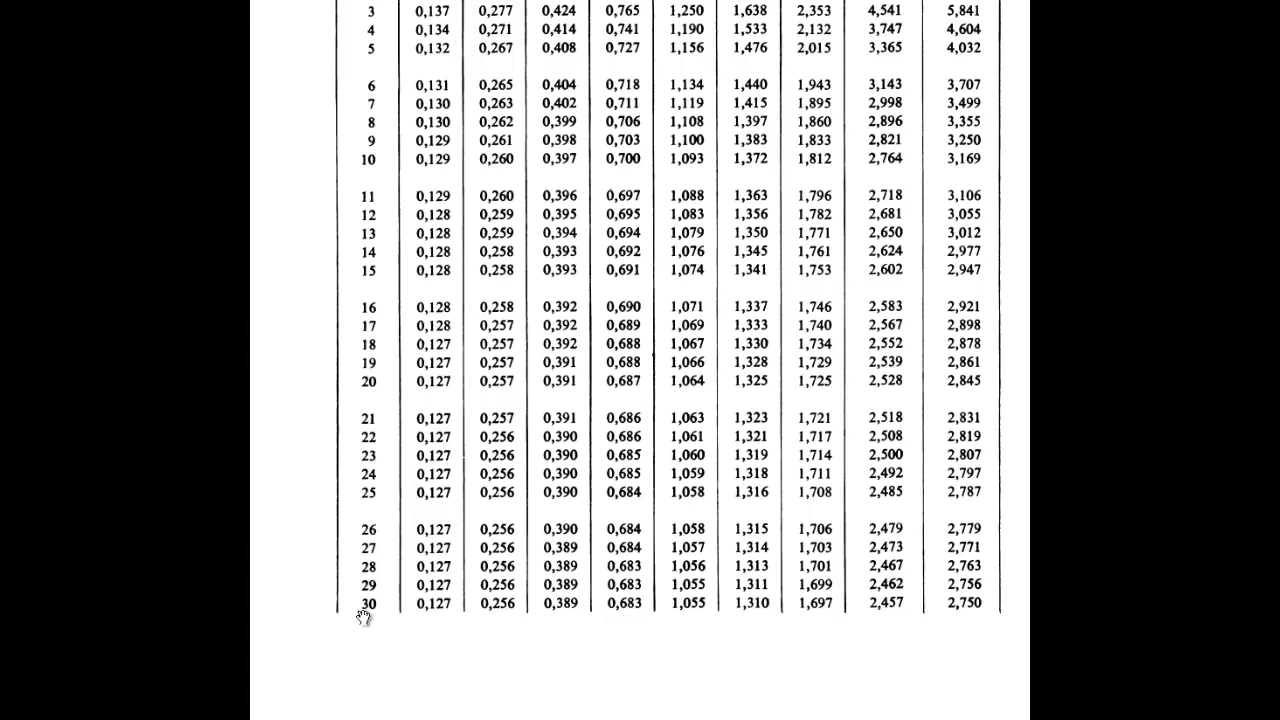 3 0,137 0,277 0,424 0,765 1,250 1,638 2,353 4,541 5,841
4 0,134 0,271 0,414 0,741 1,190 1,533 2,132 3,747 4,604
5 0,132 0,267 0,408 0,727 1,156 1,476 2,015 3,365 4,032
6 0,131 0,265 0,404 0,718 1,134 1,440 1,943 3,143 3,707
7 0,130 0,263 0,402 0,711 1,119 1,415 1,895 2,998 3,499
8 0,130 0,262 0,399 0,706 1,108 1,397 1,860 2,896 3,355
9 0,129 0,261 0,398 0,703 1,100 1,383 1,833 2,821 3,250
10 0,129 0,260 0,397 0,700 1,093 1,372 1,812 2,764 3,169
11 0,129 0,260 0,396 0,697 1,088 1,363 1,796 2,718 3,106
12 0,128 0,259 0,395 0,695 1,083 1,356 1,782 2,681 3,055
13 0,128 0,259 0,394 0,694 1,079 1,350 1,771 2,650 3,012
14 0,128 0,258 0,393 0,692 1,076 1,345 1,761 2,624 2,977
15 0,128 0,258 0,393 0,691 1,074 1,341 1,753 2,602 2,947
16 0,128 0,258 0,392 0,690 1,071 1,337 1,746 2,583 2,921
17 0,128 0,257 0,392 0,689 1,069 1,333 1,740 2,567 2,898
18 0,127 0,257 0,392 0,688 1,067 1,330 1,734 2,552 2,878
19 0,127 0,257 0,391 0,688 1,066 1,328 1,729 2,539 2,861
20 0,127 0,257 0,391 0,687 1,064 1,325 1,725 2,528 2,845
21 0,127 0,257 0,391 0,686 1,063 1,323 1,721 2,518 2,831
22 0,127 0,256 0,390 0,686 1,061 1,321 1,717 2,508 2,819
23 0,127 0,256 0,390 0,685 1,060 1,319 1,714 2,500 2,807
24 0,127 0,256 0,390 0,685 1,059 1,318 1,711 2,492 2,797
25 0,127 0,256 0,390 0,684 1,058 1,316 1,708 2,485 2,787
26 0,127 0,256 0,390 0,684 1,058 1,315 1,706 2,479 2,779
27 0,127 0,256 0,389 0,684 1,057 1,314 1,703 2,473 2,771
28 0,127 0,256 0,389 0,683 1,056 1,313 1,701 2,467 2,763
29 0,127 0,256 0,389 0,683 1,055 1,311 1,699 2,462 2,756
30 0,127 0,256 0,389 0,683 1,055 1,310 1,697 2,457 2,750